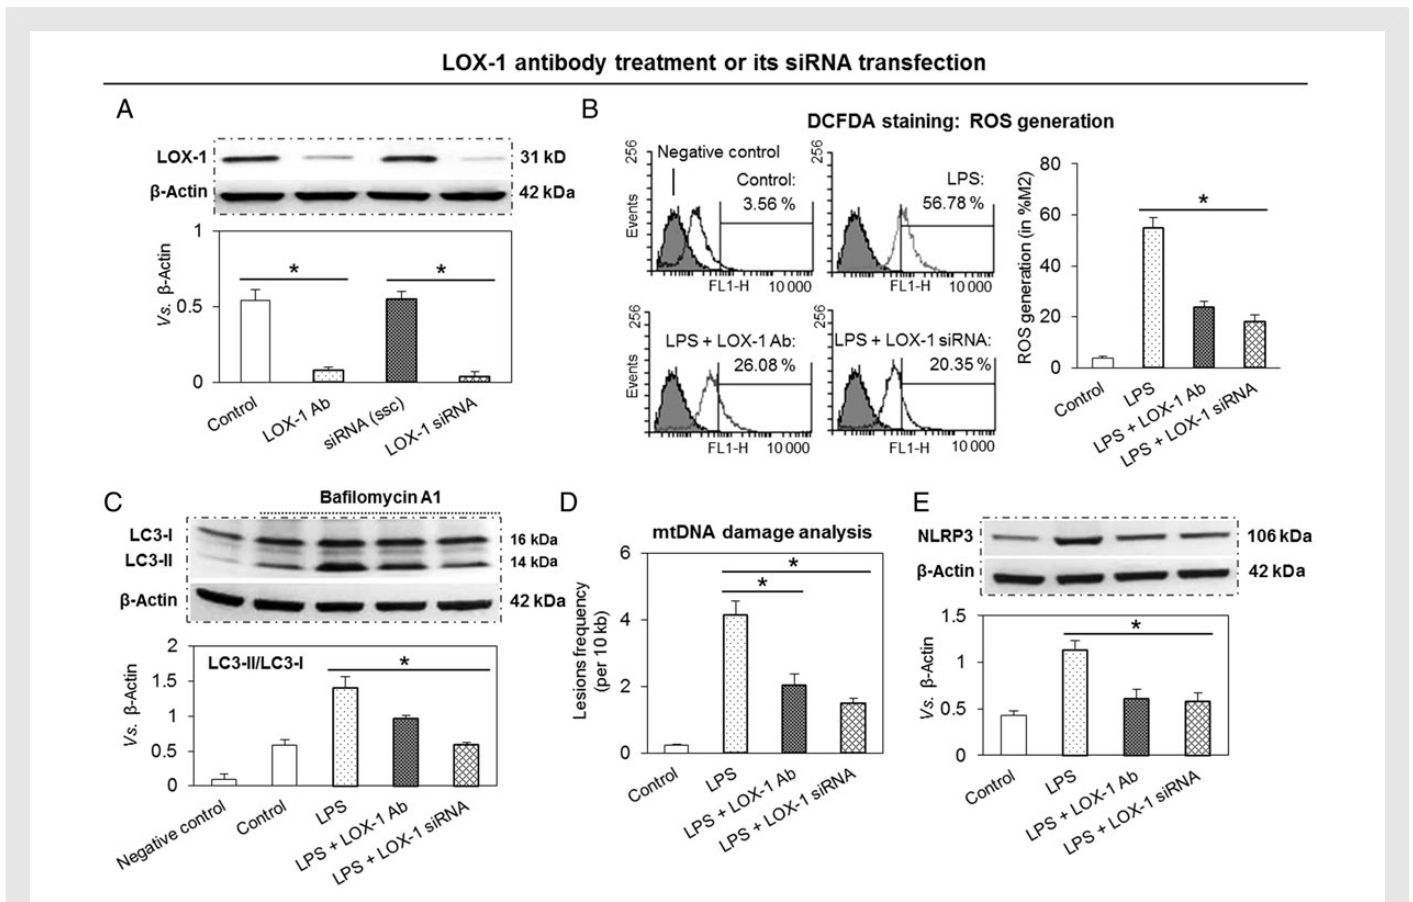 LOX-1 antibody treatment or its siRNA transfection
A
LOX-1
31 kD
β-Actin
42 kDa
Vs. β-Actin
1
0.5
0
*
*
Control
LOX-1 Ab
siRNA (ssc)
LOX-1 siRNA
B
DCFDA staining: ROS generation
256
Events
Negative control
Control:
3.56 %
FL1-H
10 000
256
LPS:
56.78 %
FL1-H
10 000
256
Events
LPS + LOX-1 Ab:
26.08 %
FL1-H
10 000
256
LPS + LOX-1 siRNA:
20.35 %
FL1-H
10 000
ROS generation (in %M2)
80
60
40
20
0
*
Control
LPS
LPS + LOX-1 Ab
LPS + LOX-1 siRNA
C
Bafilomycin A1
LC3-I
16 kDa
LC3-II
14 kDa
β-Actin
42 kDa
LC3-II/LC3-I
Vs. β-Actin
2
1.5
1
0.5
0
*
Negative control
Control
LPS
LPS + LOX-1 Ab
LPS + LOX-1 siRNA
D
mtDNA damage analysis
Lesions frequency
(per 10 kb)
6
4
2
0
*
*
Control
LPS
LPS + LOX-1 Ab
LPS + LOX-1 siRNA
E
NLRP3
106 kDa
β-Actin
42 kDa
Vs. β-Actin
1.5
1
0.5
0
*
Control
LPS
LPS + LOX-1 Ab
LPS + LOX-1 siRNA